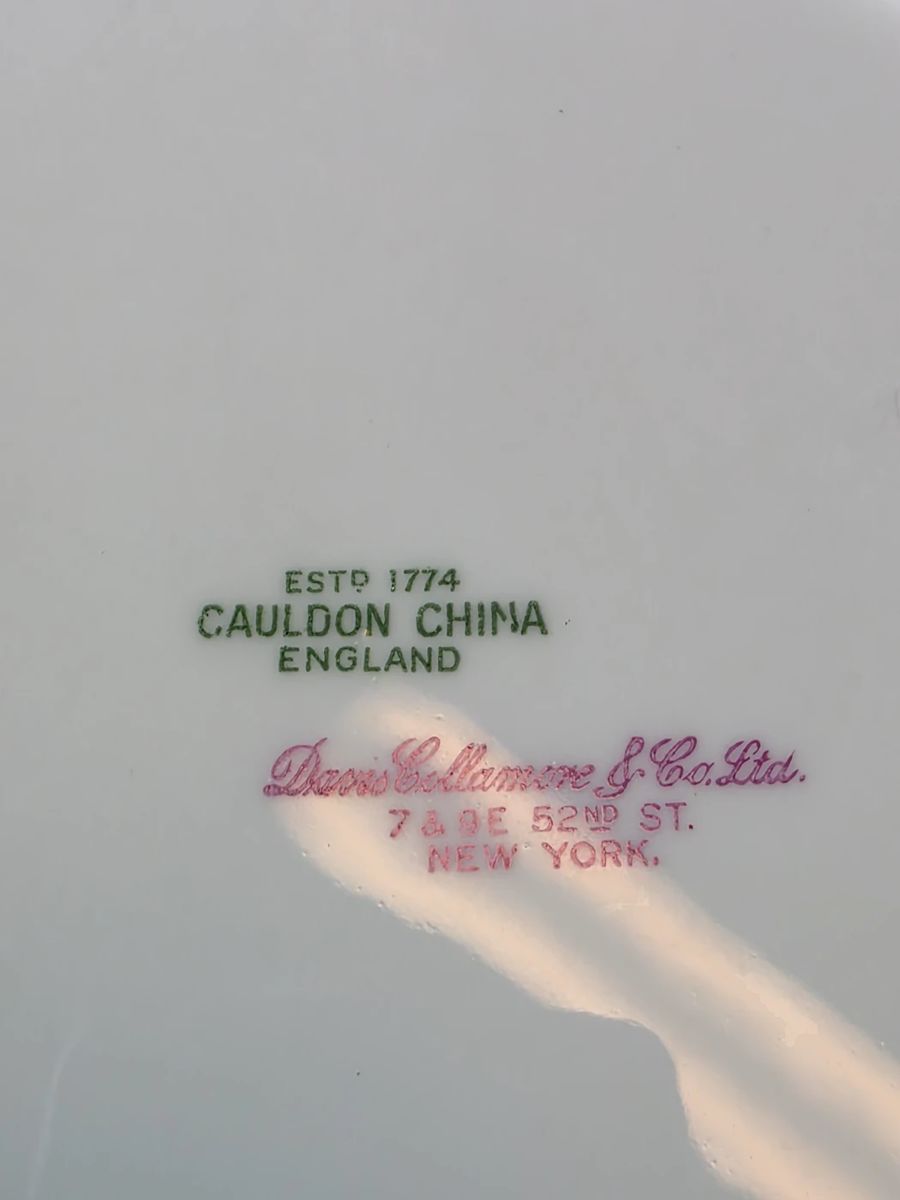 ESTD 1774
CAULDON CHINA
ENGLAND
Davis Collamore & Co. Ltd.
7 & 9 E 52ND ST.
NEW YORK.